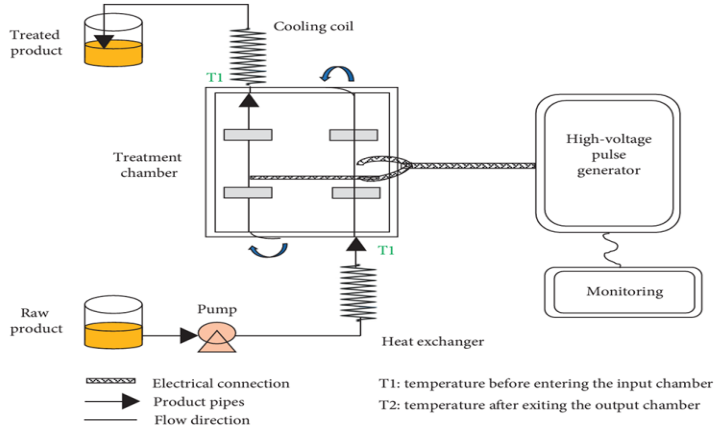 Treated
product
Cooling coil
T1
Treatment
chamber
High-voltage
pulse
generator
T1
Monitoring
Raw
product
Pump
Heat exchanger
Electrical connection
Product pipes
Flow direction
T1: temperature before entering the input chamber
T2: temperature after exiting the output chamber